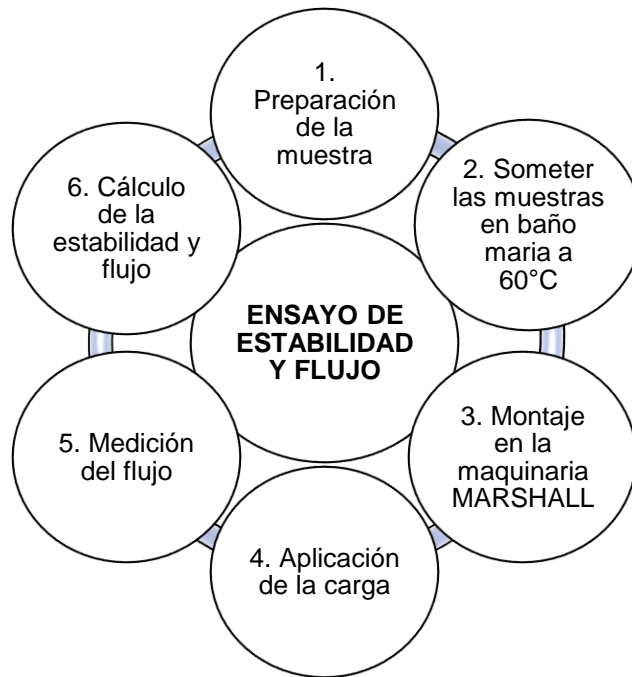 1.
Preparación
de la
muestra
2. Someter
las muestras
en baño
maria a
60°C
3. Montaje
en la
maquinaria
MARSHALL
4. Aplicación
de la carga
5. Medición
del flujo
6. Cálculo
de la
estabilidad y
flujo
ENSAYO DE
ESTABILIDAD
Y FLUJO